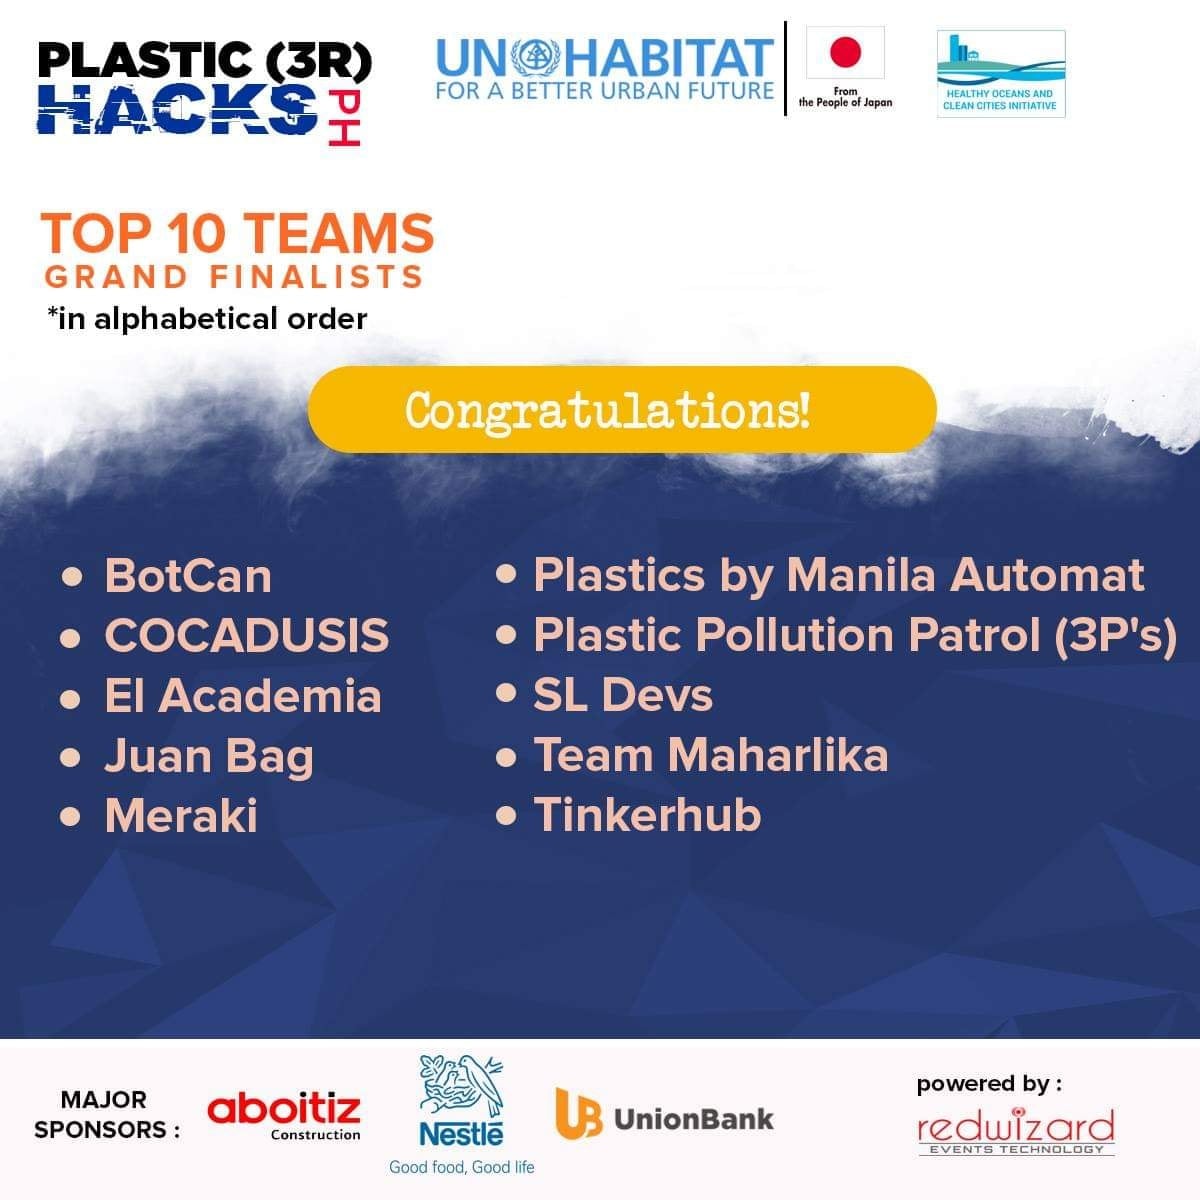 PLASTIC (3R)
HACKS PH
UN HABITAT
FOR A BETTER URBAN FUTURE
From
the People of Japan
HEALTHY OCEANS AND
CLEAN CITIES INITIATIVE
TOP 10 TEAMS
GRAND FINALISTS
*in alphabetical order
Congratulations!
• BotCan
• COCADUSIS
• El Academia
• Juan Bag
• Meraki
• Plastics by Manila Automat
• Plastic Pollution Patrol (3P's)
• SL Devs
• Team Maharlika
• Tinkerhub
MAJOR
SPONSORS :
aboitiz
Construction
Nestlé
Good food, Good life
UB UnionBank
powered by :
redwizard
EVENTS TECHNOLOGY